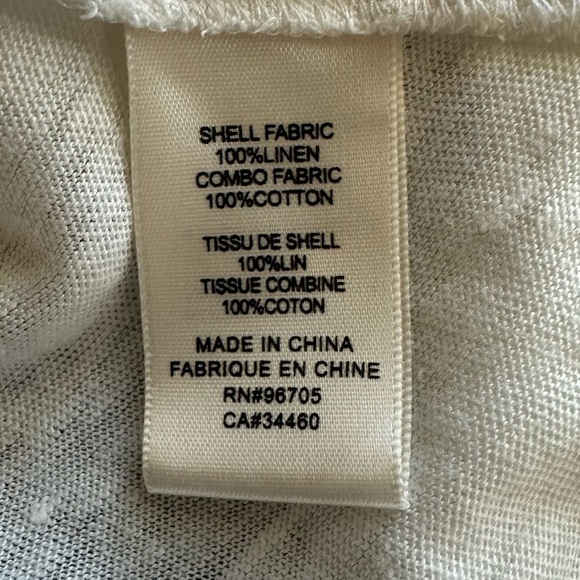 SHELL FABRIC
100%LINEN
COMBO FABRIC
100%COTTON
TISSU DE SHELL
100%LIN
TISSUE COMBINE
100%COTON
MADE IN CHINA
FABRIQUE EN CHINE
RN#96705
CA#34460